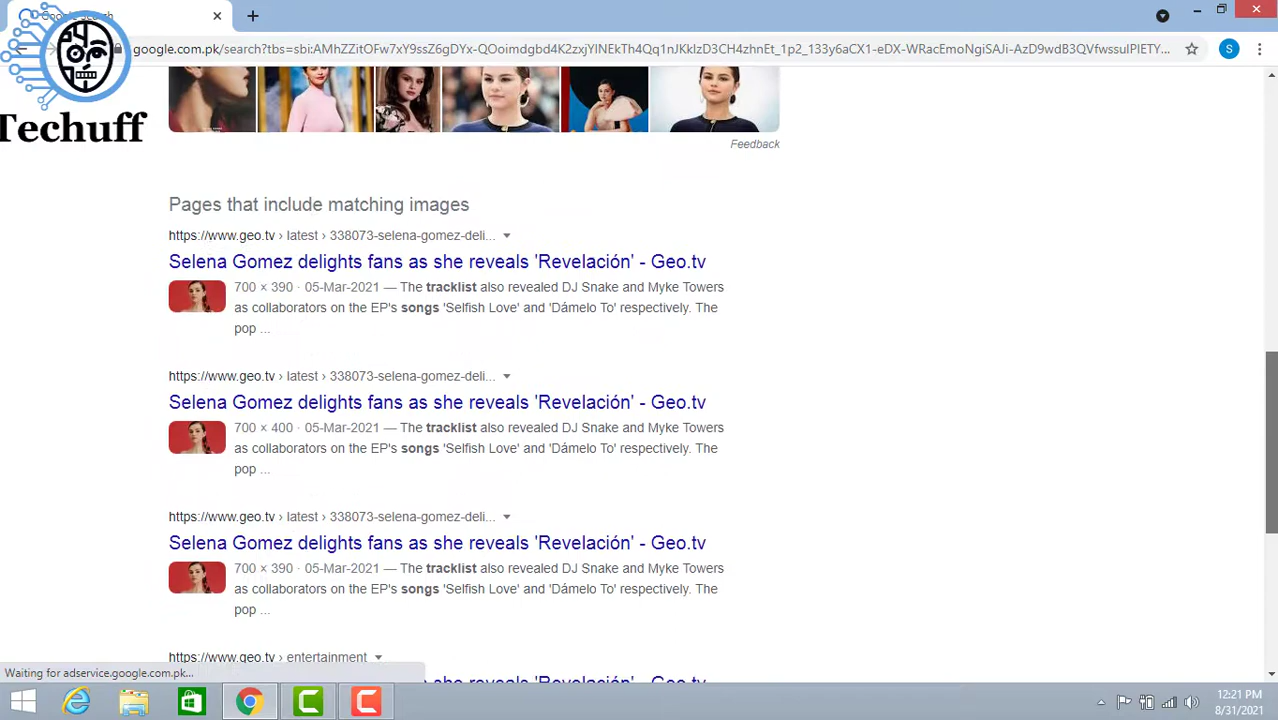 Techuff
google.com.pk/search?tbs=sbi:AMhZZitOFw7xY9ssZ6gDYx-QOoimdgbd4K2zxjYINEkTh4Qq1nJKklzD3CH4zhnEt_1p2_133y6aCX1-eDX-WRacEmoNgiSAJi-AzD9wdB3QVfwssuIPIETY...
S
Feedback
Pages that include matching images
https://www.geo.tv › latest › 338073-selena-gomez-deli...
Selena Gomez delights fans as she reveals 'Revelación' - Geo.tv
700 × 390 · 05-Mar-2021 — The tracklist also revealed DJ Snake and Myke Towers
as collaborators on the EP's songs 'Selfish Love' and 'Dámelo To' respectively. The
pop ...
https://www.geo.tv › latest › 338073-selena-gomez-deli...
Selena Gomez delights fans as she reveals 'Revelación' - Geo.tv
700 × 400 · 05-Mar-2021 — The tracklist also revealed DJ Snake and Myke Towers
as collaborators on the EP's songs 'Selfish Love' and 'Dámelo To' respectively. The
pop ...
https://www.geo.tv › latest › 338073-selena-gomez-deli...
Selena Gomez delights fans as she reveals 'Revelación' - Geo.tv
700 × 390 · 05-Mar-2021 — The tracklist also revealed DJ Snake and Myke Towers
as collaborators on the EP's songs 'Selfish Love' and 'Dámelo To' respectively. The
pop ...
https://www.geo.tv › entertainment
she reveals 'Revelación' - Geo.tv
Waiting for adservice.google.com.pk...
12:21 PM
8/31/2021